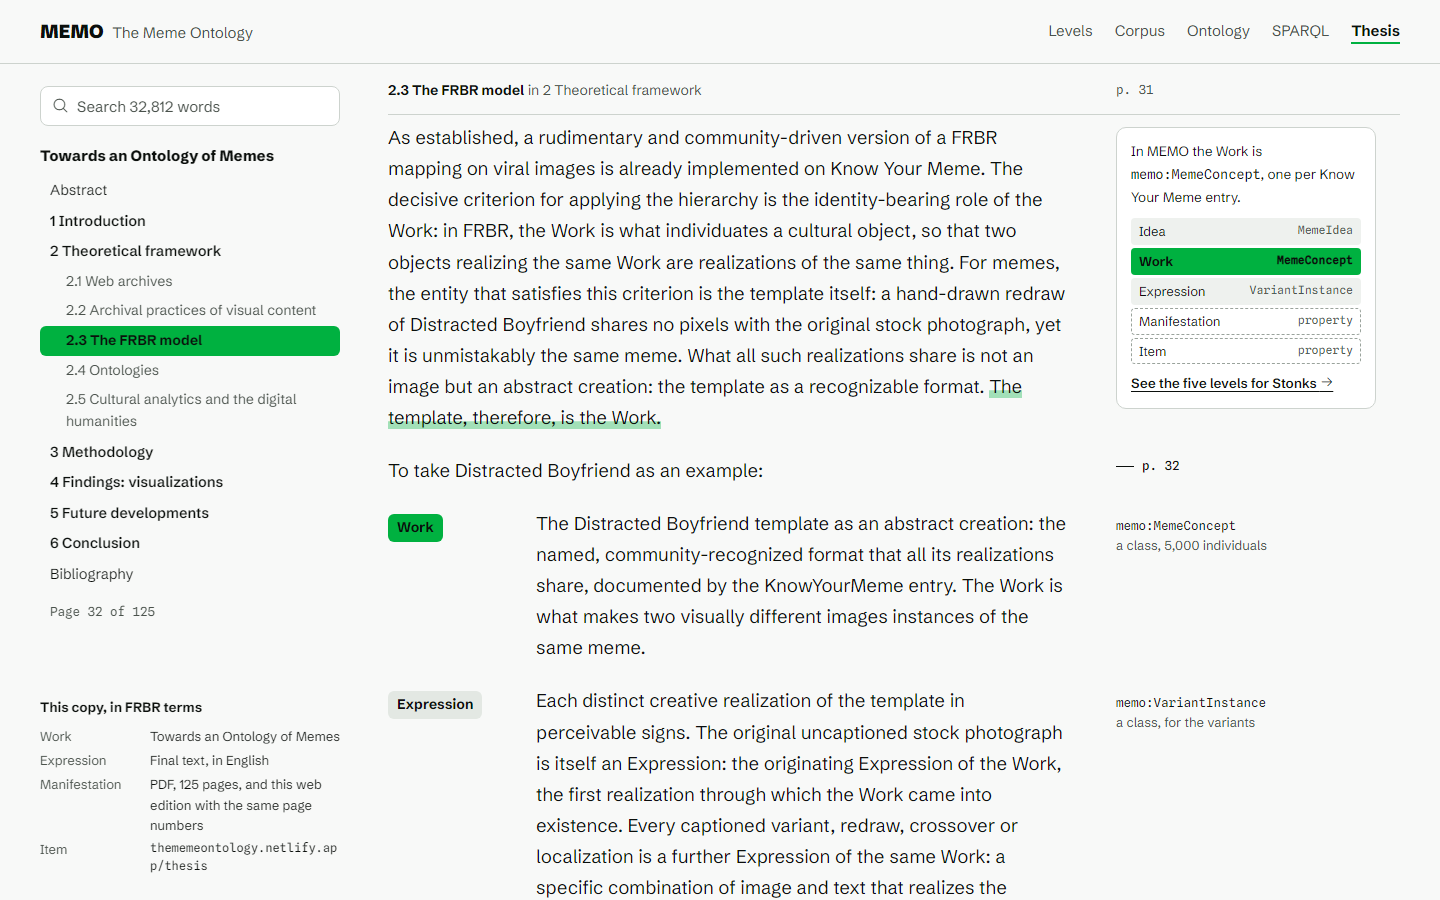 MEMO The Meme Ontology
Levels Corpus Ontology SPARQL Thesis
Search 32,812 words
Towards an Ontology of Memes
Abstract
1 Introduction
2 Theoretical framework
2.1 Web archives
2.2 Archival practices of visual content
2.3 The FRBR model
2.4 Ontologies
2.5 Cultural analytics and the digital
humanities
3 Methodology
4 Findings: visualizations
5 Future developments
6 Conclusion
Bibliography
Page 32 of 125
This copy, in FRBR terms
Work Towards an Ontology of Memes
Expression Final text, in English
Manifestation PDF, 125 pages, and this web
edition with the same page
numbers
Item thememeontology.netlify.ap
p/thesis
2.3 The FRBR model in 2 Theoretical framework
p. 31
As established, a rudimentary and community-driven version of a FRBR
mapping on viral images is already implemented on Know Your Meme. The
decisive criterion for applying the hierarchy is the identity-bearing role of the
Work: in FRBR, the Work is what individuates a cultural object, so that two
objects realizing the same Work are realizations of the same thing. For memes,
the entity that satisfies this criterion is the template itself: a hand-drawn redraw
of Distracted Boyfriend shares no pixels with the original stock photograph, yet
it is unmistakably the same meme. What all such realizations share is not an
image but an abstract creation: the template as a recognizable format. The
template, therefore, is the Work.
In MEMO the Work is
memo:MemeConcept, one per Know
Your Meme entry.
Idea MemeIdea
Work MemeConcept
Expression VariantInstance
Manifestation property
Item property
See the five levels for Stonks →
To take Distracted Boyfriend as an example:
— p. 32
Work
The Distracted Boyfriend template as an abstract creation: the
named, community-recognized format that all its realizations
share, documented by the KnowYourMeme entry. The Work is
what makes two visually different images instances of the
same meme.
memo:MemeConcept
a class, 5,000 individuals
Expression
Each distinct creative realization of the template in
perceivable signs. The original uncaptioned stock photograph
is itself an Expression: the originating Expression of the Work,
the first realization through which the Work came into
existence. Every captioned variant, redraw, crossover or
localization is a further Expression of the same Work: a
specific combination of image and text that realizes the
memo:VariantInstance
a class, for the variants